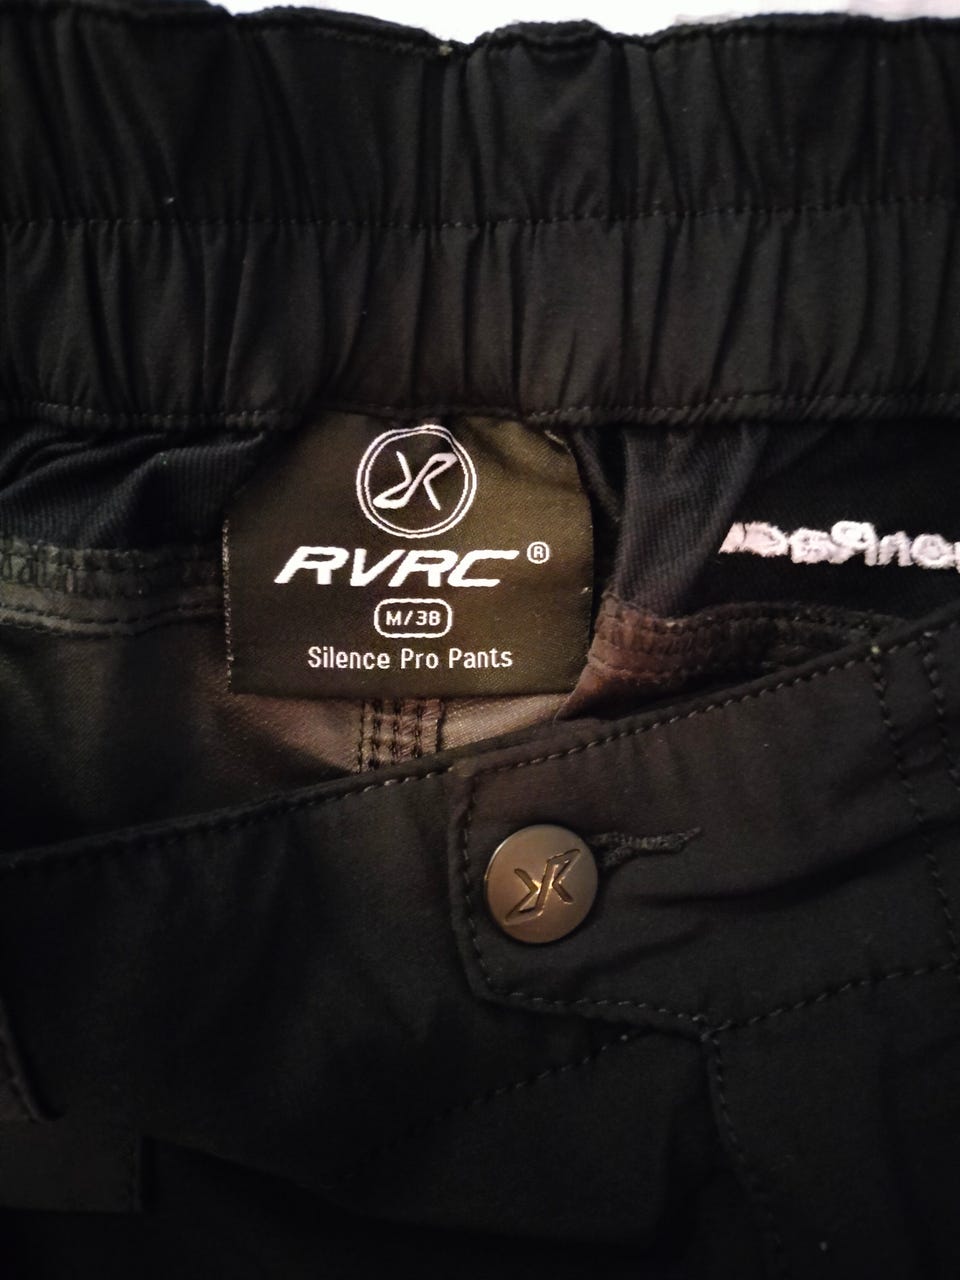 RVRC®
M/38
Silence Pro Pants